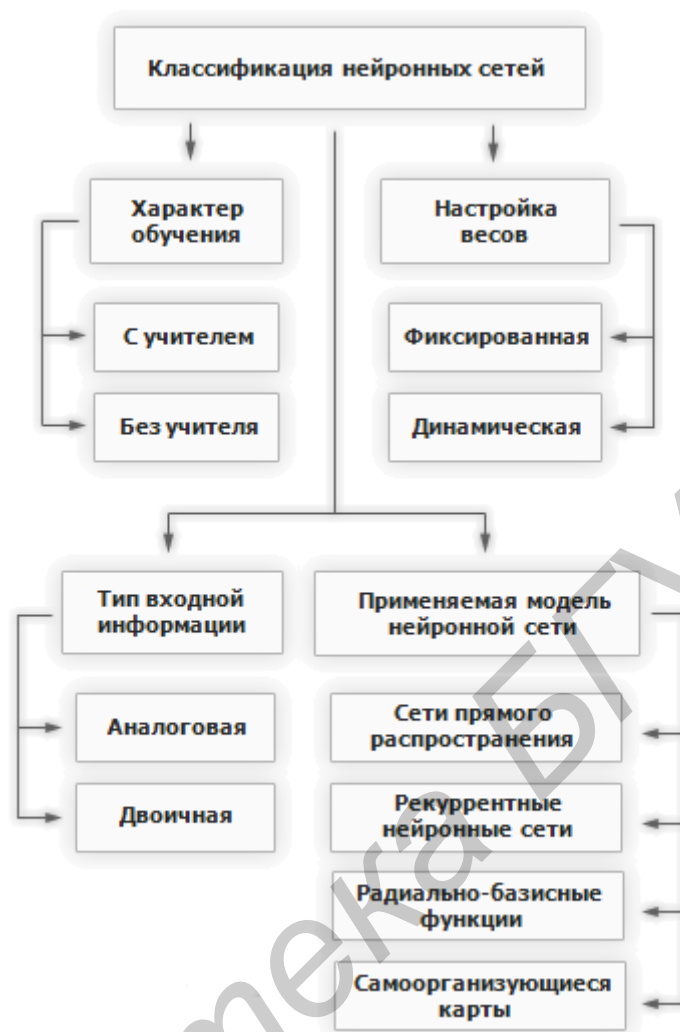 Классификация нейронных сетей
Характер
обучения
С учителем
Без учителя
Настройка
весов
Фиксированная
Динамическая
Тип входной
информации
Аналоговая
Двоичная
Применяемая модель
нейронной сети
Сети прямого
распространения
Рекуррентные
нейронные сети
Радиально-базисные
функции
Самоорганизующиеся
карты